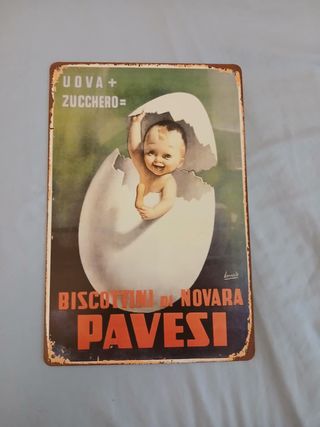 UOVA +
ZUCCHERO =
BISCOTTINI DI NOVARA
PAVESI